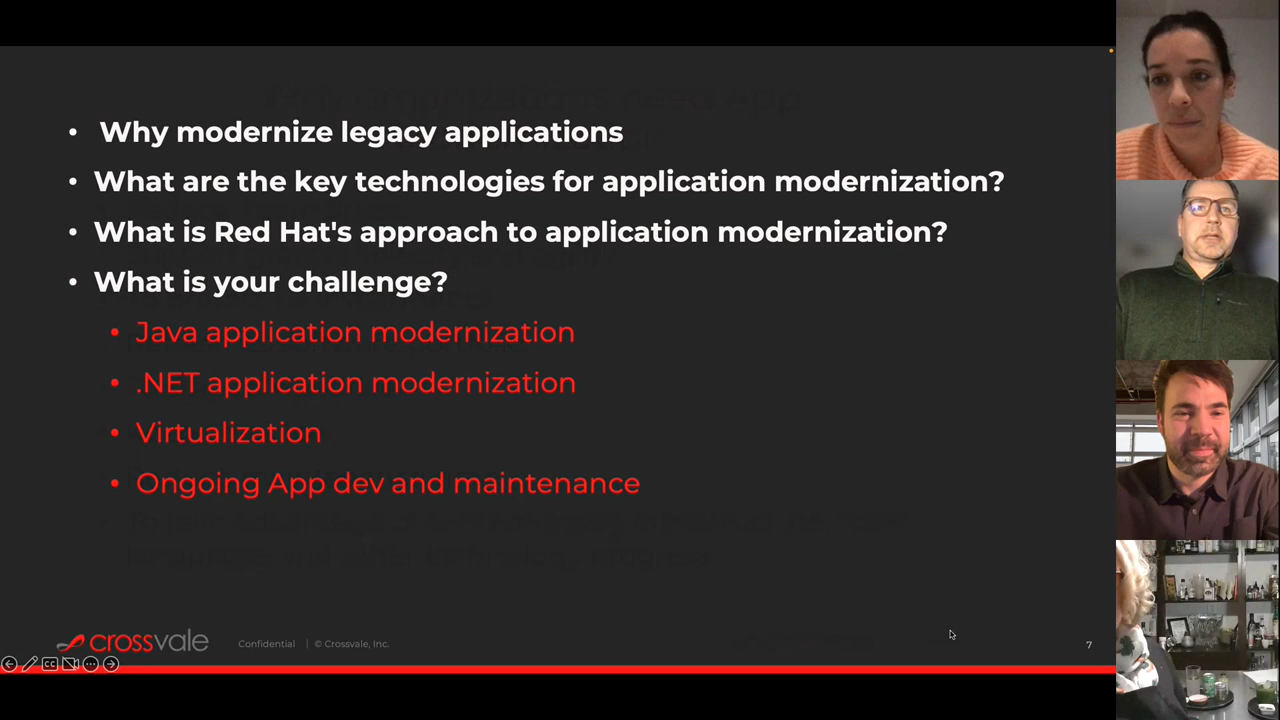 Why modernize legacy applications
What are the key technologies for application modernization?
What is Red Hat's approach to application modernization?
What is your challenge?
Java application modernization
.NET application modernization
Virtualization
Ongoing App dev and maintenance
crossvale
Confidential | © Crossvale, Inc.
7
CC